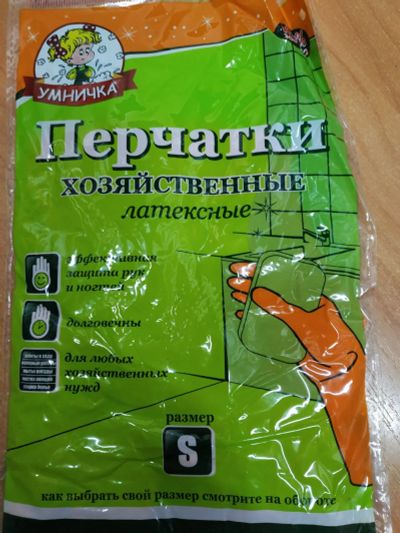 УМНИЧКА
Перчатки
ХОЗЯЙСТВЕННЫЕ
латексные
эффективная
защита рук
и ногтей
долговечны
для любых
хозяйственных
нужд
размер
S
как выбрать свой размер смотрите на обороте